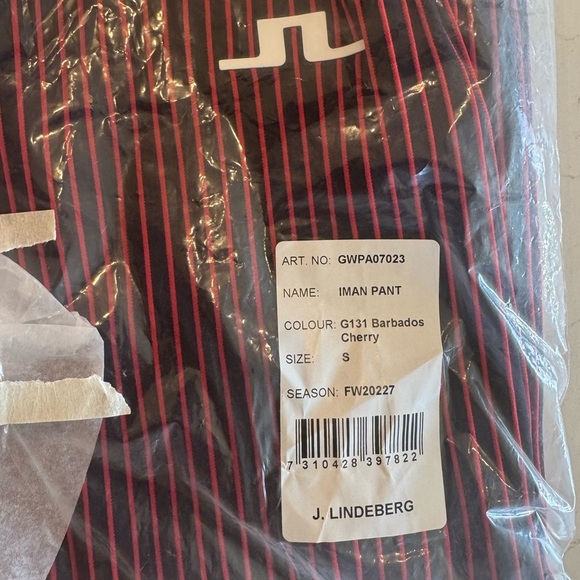 ART. NO: GWPA07023
NAME: IMAN PANT
COLOUR: G131 Barbados
Cherry
SIZE: S
SEASON: FW20227
7 310428 397822
J. LINDEBERG